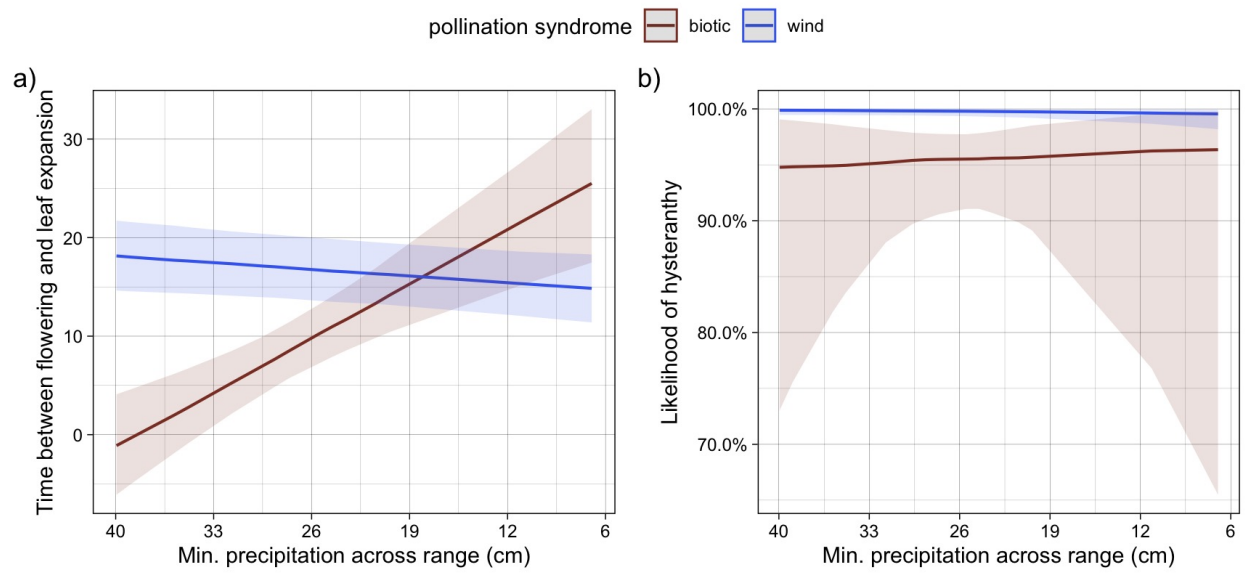 pollination syndrome biotic wind
a)
Time between flowering and leaf expansion
30
20
10
0
40 33 26 19 12 6
Min. precipitation across range (cm)
b)
Likelihood of hysteranthy
100.0%
90.0%
80.0%
70.0%
40 33 26 19 12 6
Min. precipitation across range (cm)